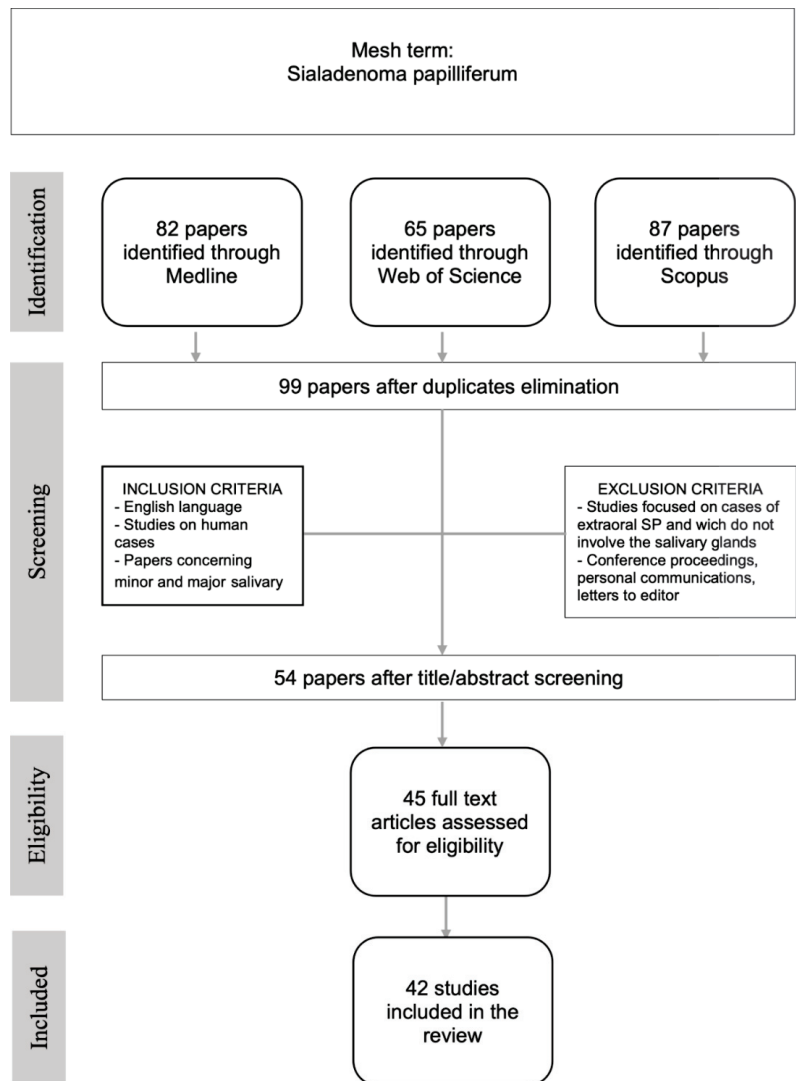 Mesh term:
Sialadenoma papilliferum
Identification
82 papers
identified through
Medline
65 papers
identified through
Web of Science
87 papers
identified through
Scopus
Screening
99 papers after duplicates elimination
INCLUSION CRITERIA
- English language
- Studies on human
cases
- Papers concerning
minor and major salivary
EXCLUSION CRITERIA
- Studies focused on cases of
extraoral SP and wich do not
involve the salivary glands
- Conference proceedings,
personal communications,
letters to editor
54 papers after title/abstract screening
Eligibility
45 full text
articles assessed
for eligibility
Included
42 studies
included in the
review